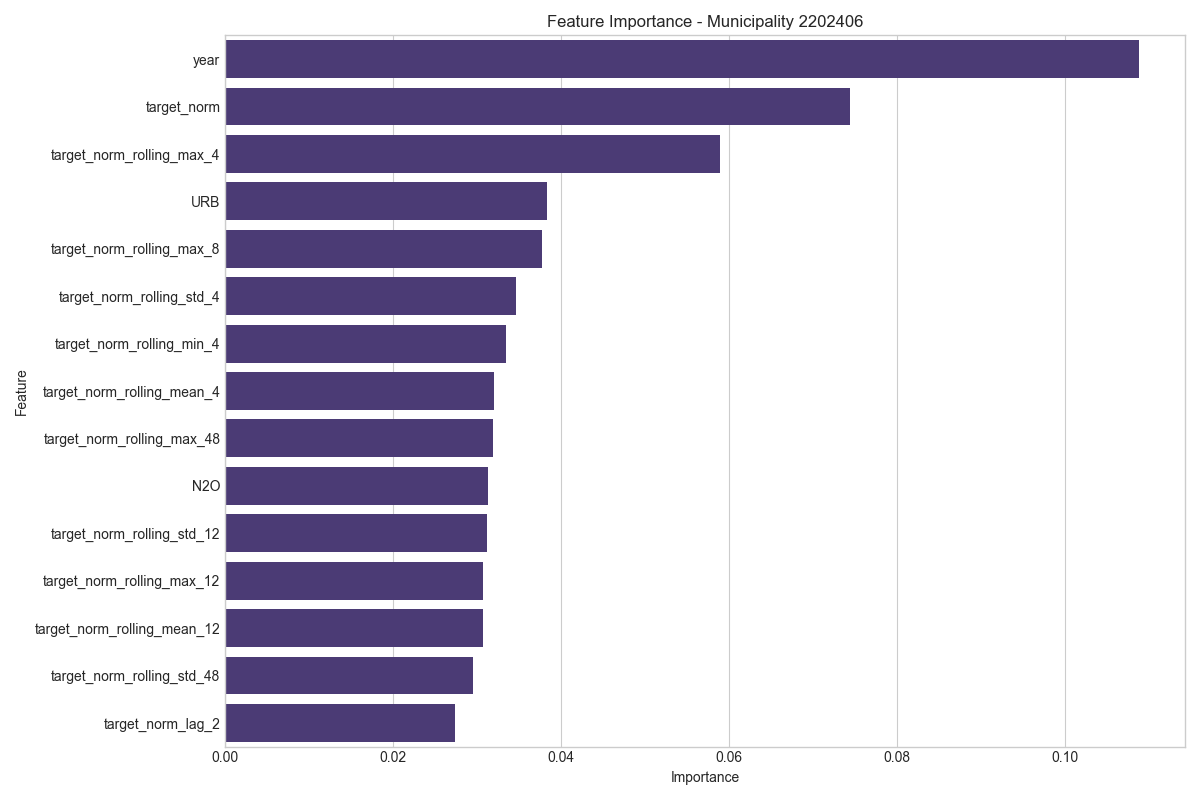 Feature Importance - Municipality 2202406
Feature
year
target_norm
target_norm_rolling_max_4
URB
target_norm_rolling_max_8
target_norm_rolling_std_4
target_norm_rolling_min_4
target_norm_rolling_mean_4
target_norm_rolling_max_48
N2O
target_norm_rolling_std_12
target_norm_rolling_max_12
target_norm_rolling_mean_12
target_norm_rolling_std_48
target_norm_lag_2
0.00 0.02 0.04 0.06 0.08 0.10
Importance